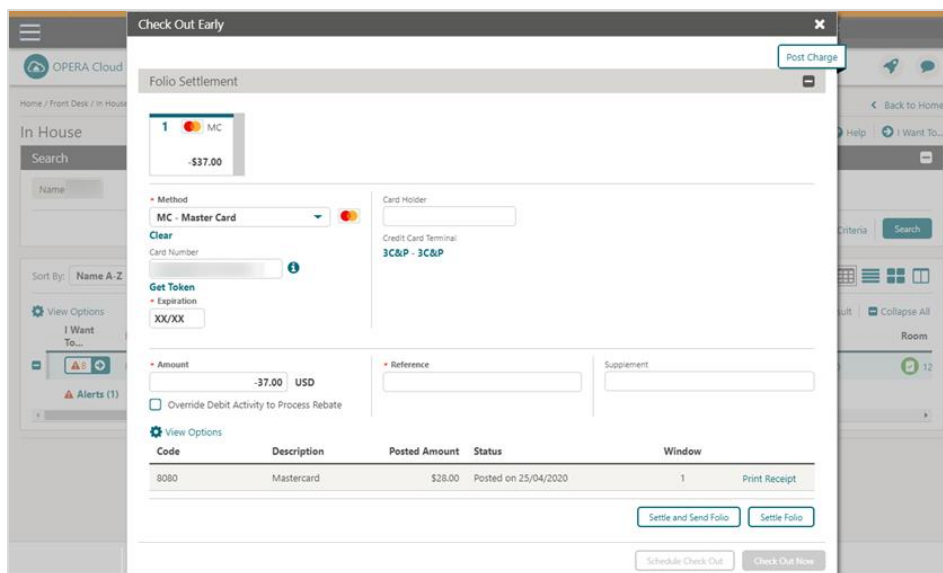 Check Out Early
Post Charge
OPERA Cloud
Folio Settlement
Home / Front Desk / In House
Back to Home
1 MC
-$37.00
In House
Help I Want To...
Search
Name
* Method
MC - Master Card
Clear
Card Number
Get Token
* Expiration
XX/XX
Card Holder
Credit Card Terminal
3C&P - 3C&P
Criteria Search
Sort By: Name A-Z
View Options
Collapse All
I Want To...
Room
12
Alerts (1)
* Amount
-37.00 USD
Override Debit Activity to Process Rebate
* Reference
Supplement
View Options
Code Description Posted Amount Status Window
8080 Mastercard $28.00 Posted on 25/04/2020 1 Print Receipt
Settle and Send Folio Settle Folio
Schedule Check Out Check Out Now